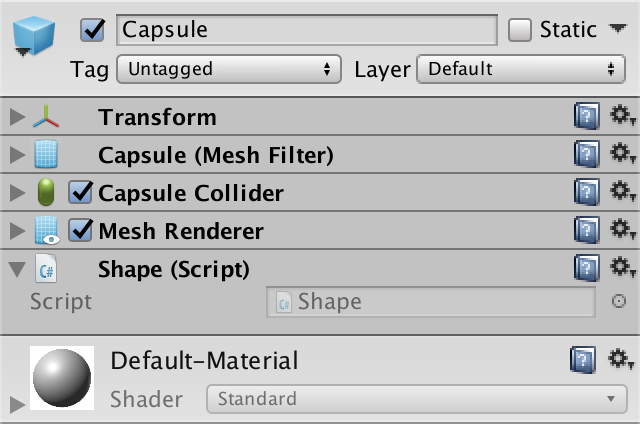 Capsule Static
Tag Untagged Layer Default
Transform
Capsule (Mesh Filter)
Capsule Collider
Mesh Renderer
C# Shape (Script)
Script C# Shape
Default-Material
Shader Standard